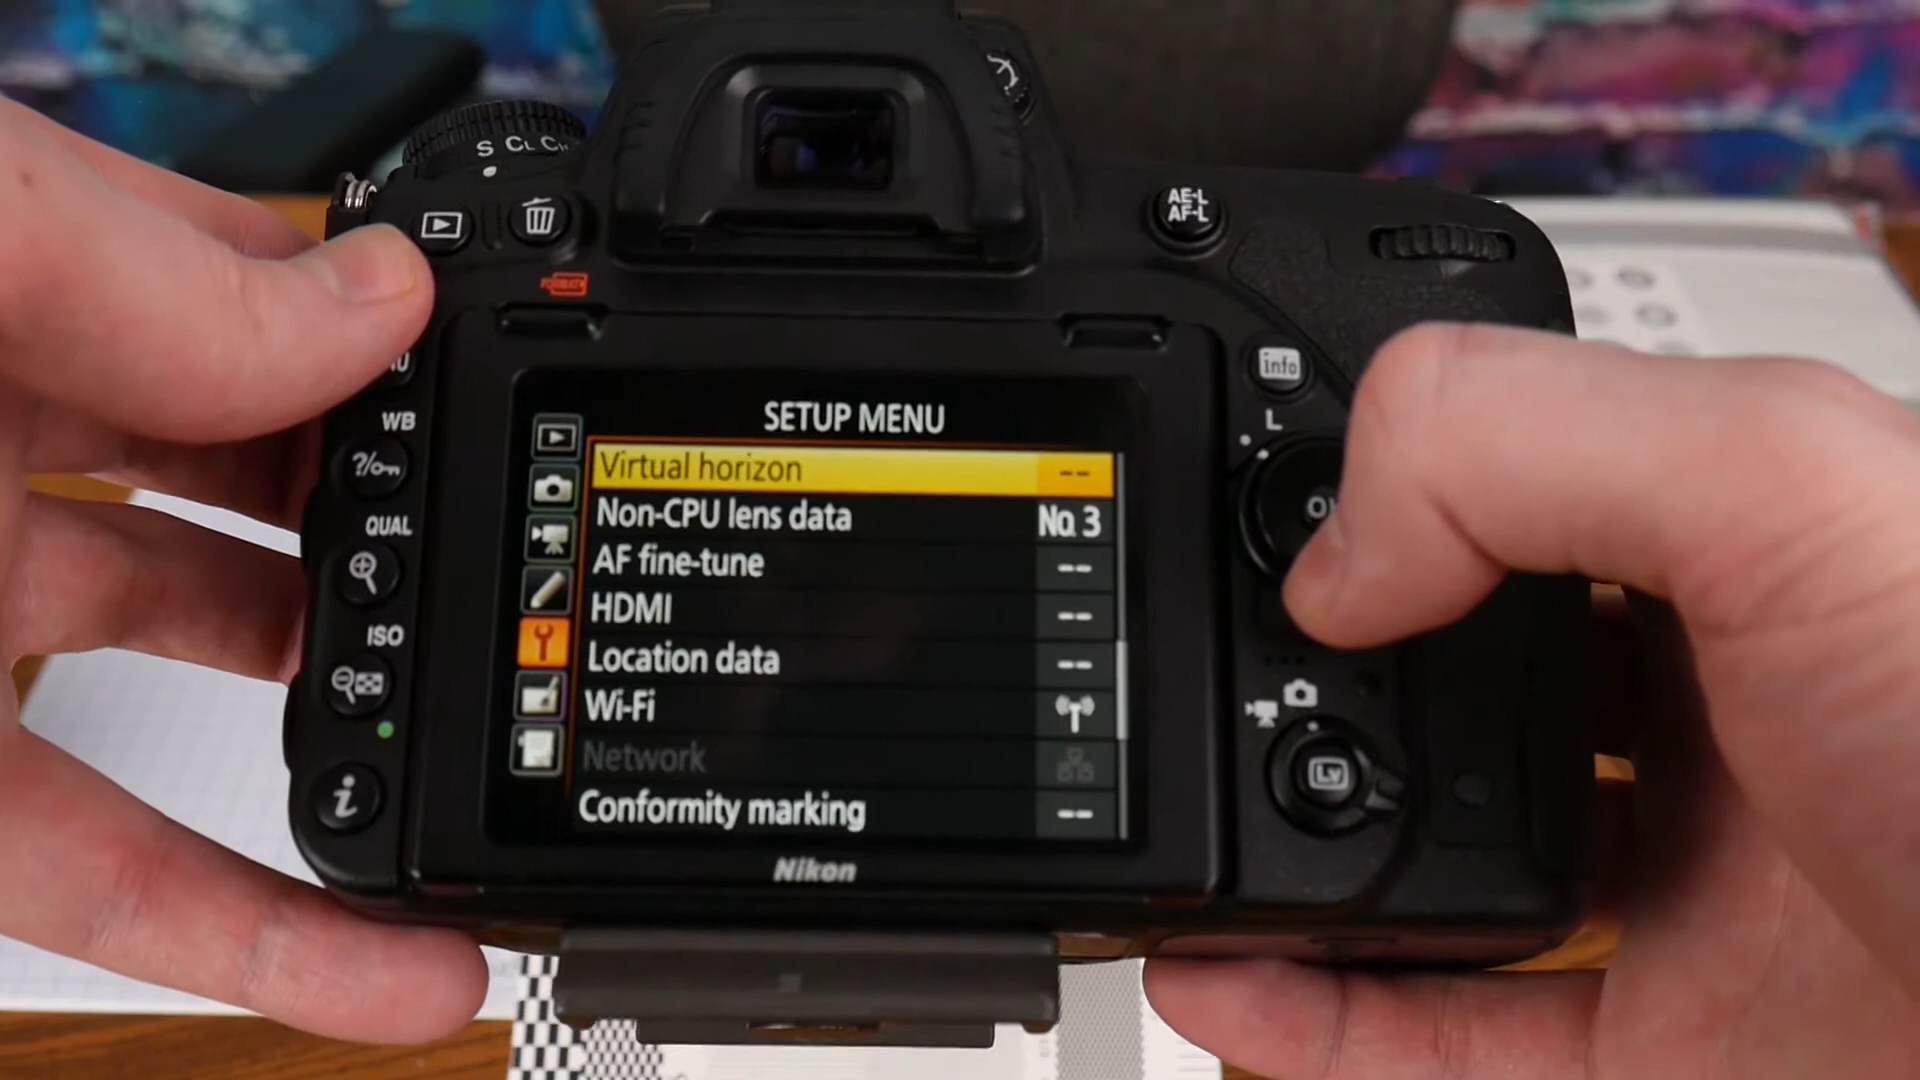 S CL CH
AE-L
AF-L
FORMAT
info
L
WB
QUAL
ISO
SETUP MENU
Virtual horizon --
Non-CPU lens data No. 3
AF fine-tune --
HDMI --
Location data --
Wi-Fi
Network
Conformity marking --
i
Lv
Nikon